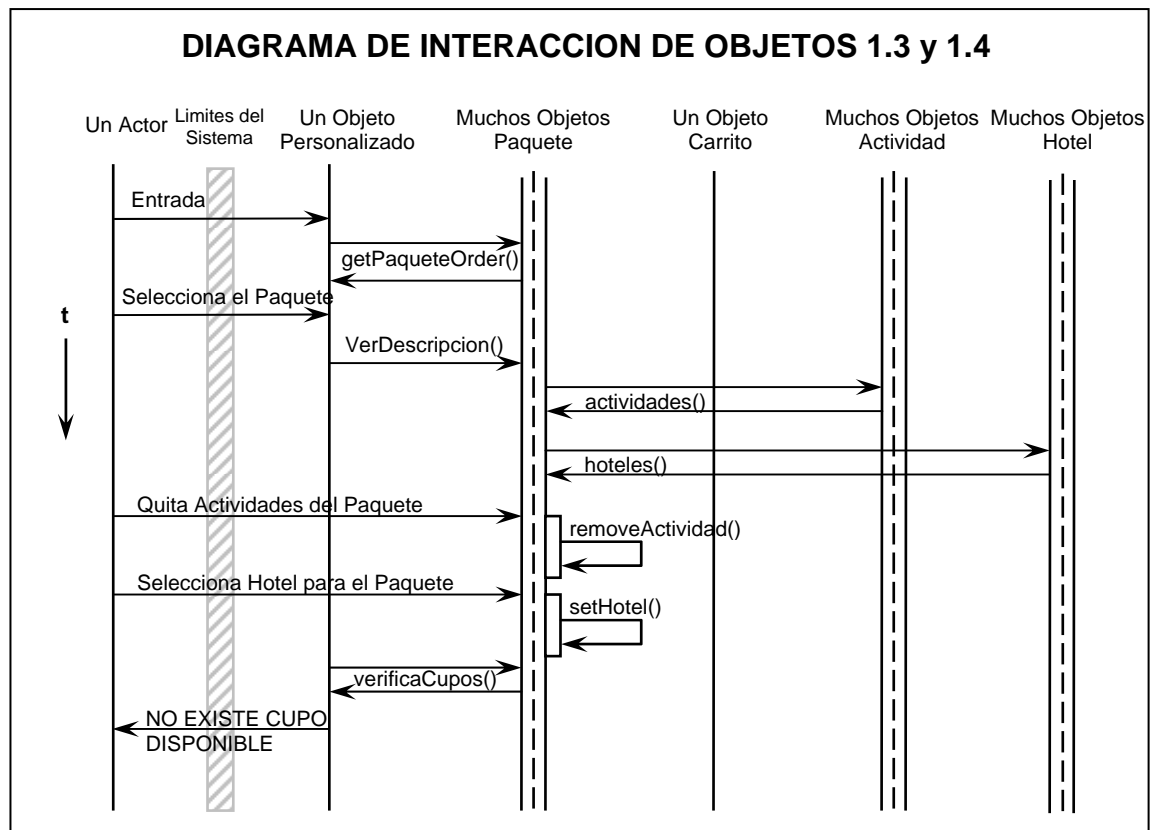 DIAGRAMA DE INTERACCION DE OBJETOS 1.3 y 1.4
Un Actor
Limites del
Sistema
Un Objeto
Personalizado
Muchos Objetos
Paquete
Un Objeto
Carrito
Muchos Objetos
Actividad
Muchos Objetos
Hotel
Entrada
getPaqueteOrder()
Selecciona el Paquete
t
VerDescripcion()
actividades()
hoteles()
Quita Actividades del Paquete
removeActividad()
Selecciona Hotel para el Paquete
setHotel()
verificaCupos()
NO EXISTE CUPO
DISPONIBLE